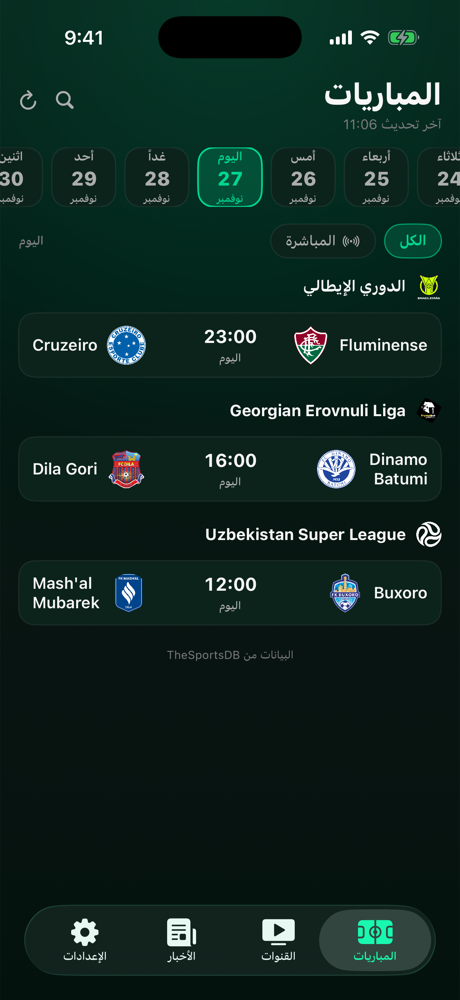 9:41
المباريات
آخر تحديث 11:06
ثلاثاء 24 نوفمبر
أربعاء 25 نوفمبر
أمس 26 نوفمبر
اليوم 27 نوفمبر
غداً 28 نوفمبر
أحد 29 نوفمبر
اثنين 30 نوفمبر
الكل
المباشرة
اليوم
الدوري الإيطالي
Fluminense
23:00
اليوم
Cruzeiro
Georgian Erovnuli Liga
Dinamo
Batumi
16:00
اليوم
Dila Gori
Uzbekistan Super League
Buxoro
12:00
اليوم
Mash'al
Mubarek
البيانات من TheSportsDB
المباريات
القنوات
الأخبار
الإعدادات